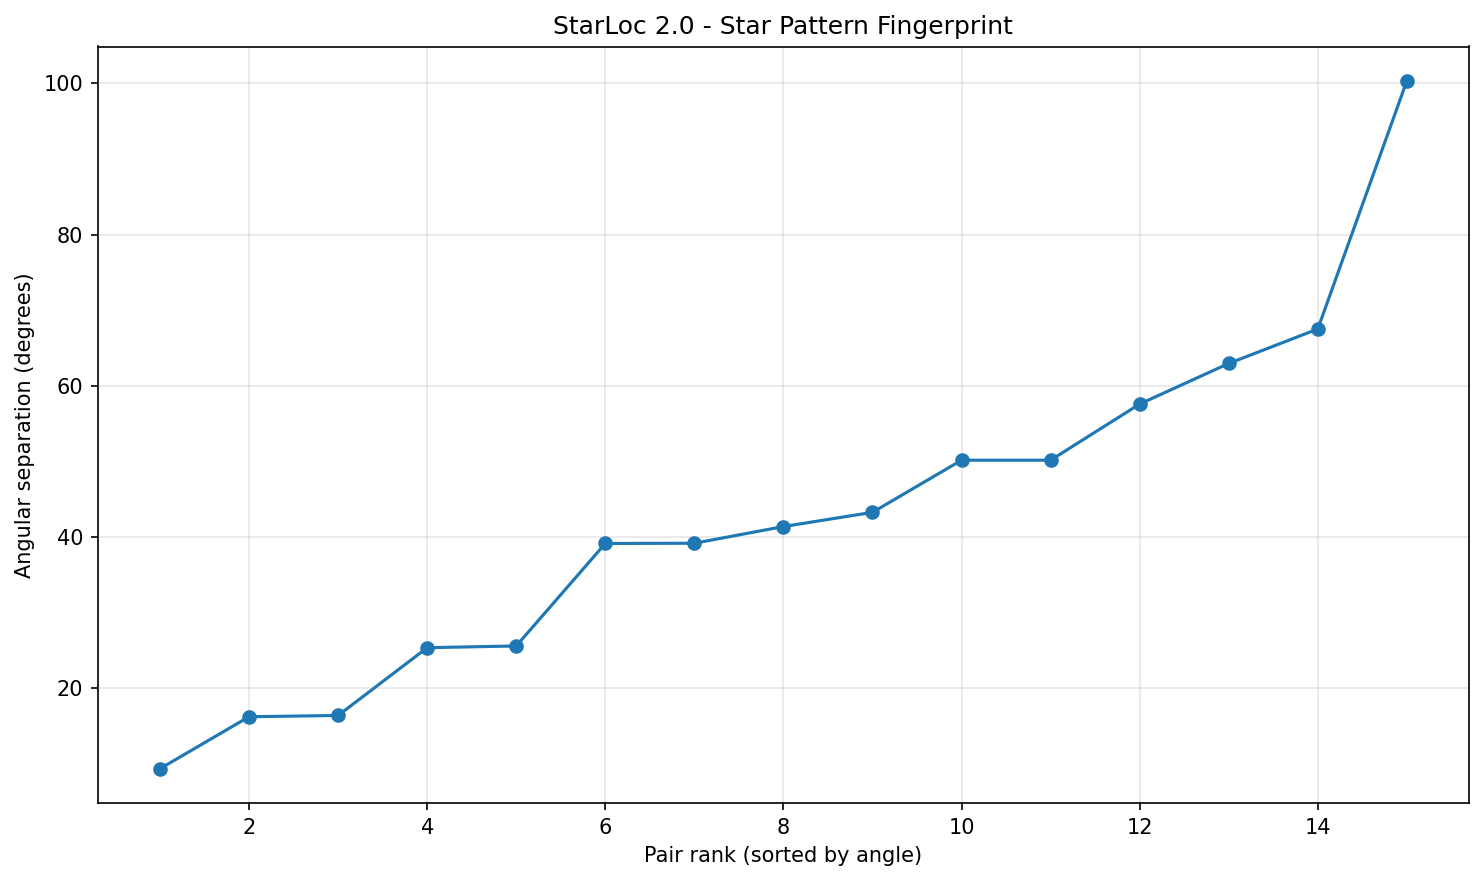 StarLoc 2.0 - Star Pattern Fingerprint
Angular separation (degrees)
100
80
60
40
20
2 4 6 8 10 12 14
Pair rank (sorted by angle)